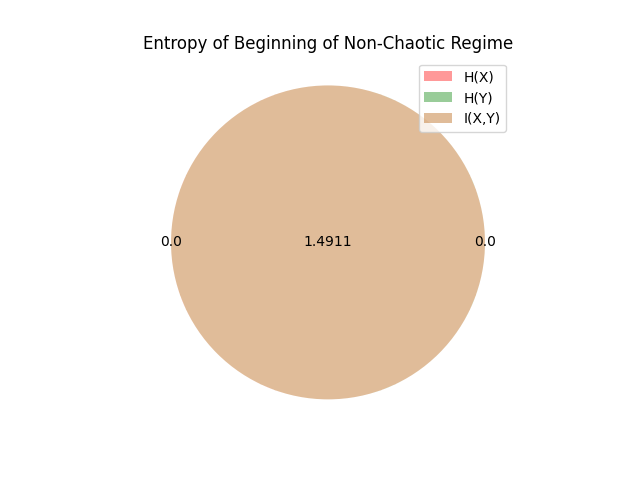 Entropy of Beginning of Non-Chaotic Regime
H(X)
H(Y)
I(X,Y)
0.0 1.4911 0.0